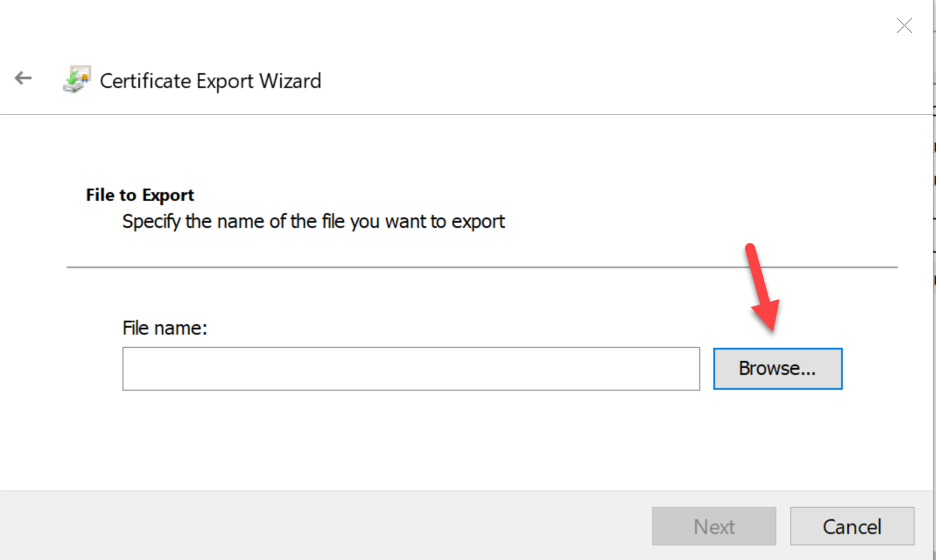 Certificate Export Wizard
File to Export
Specify the name of the file you want to export
File name:
Browse...
Next
Cancel